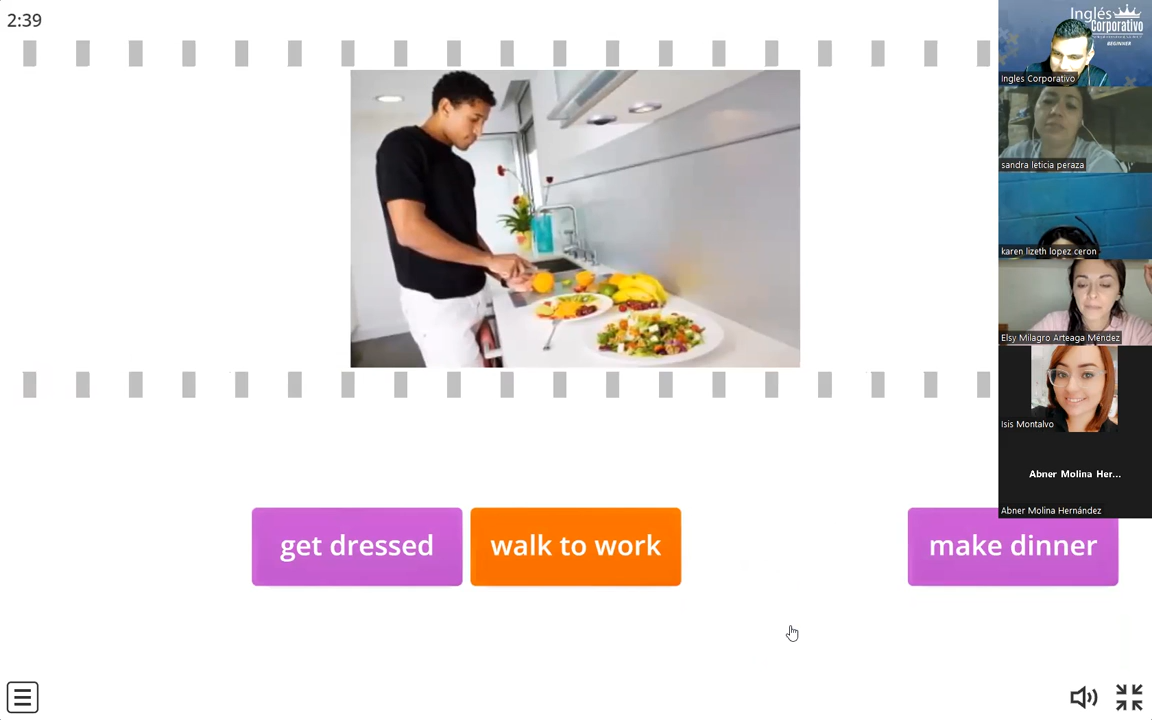 2:39
Inglés
Corporativo
BEGINNER
Ingles Corporativo
sandra leticia peraza
karen lizeth lopez ceron
Elsy Milagro Arteaga Méndez
Isis Montalvo
Abner Molina Her...
Abner Molina Hernández
get dressed
walk to work
make dinner